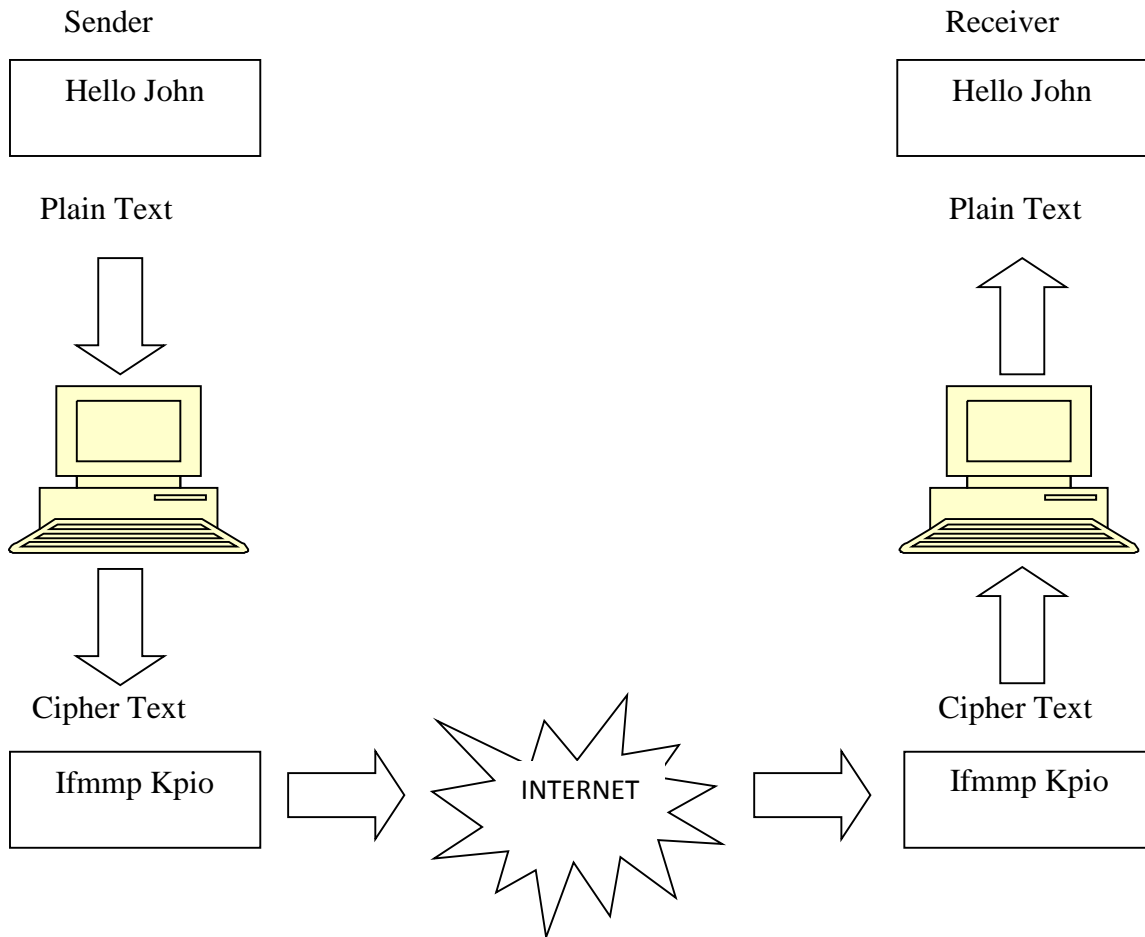 Sender
Receiver
Hello John
Hello John
Plain Text
Plain Text
Cipher Text
Cipher Text
Ifmmp Kpio
INTERNET
Ifmmp Kpio